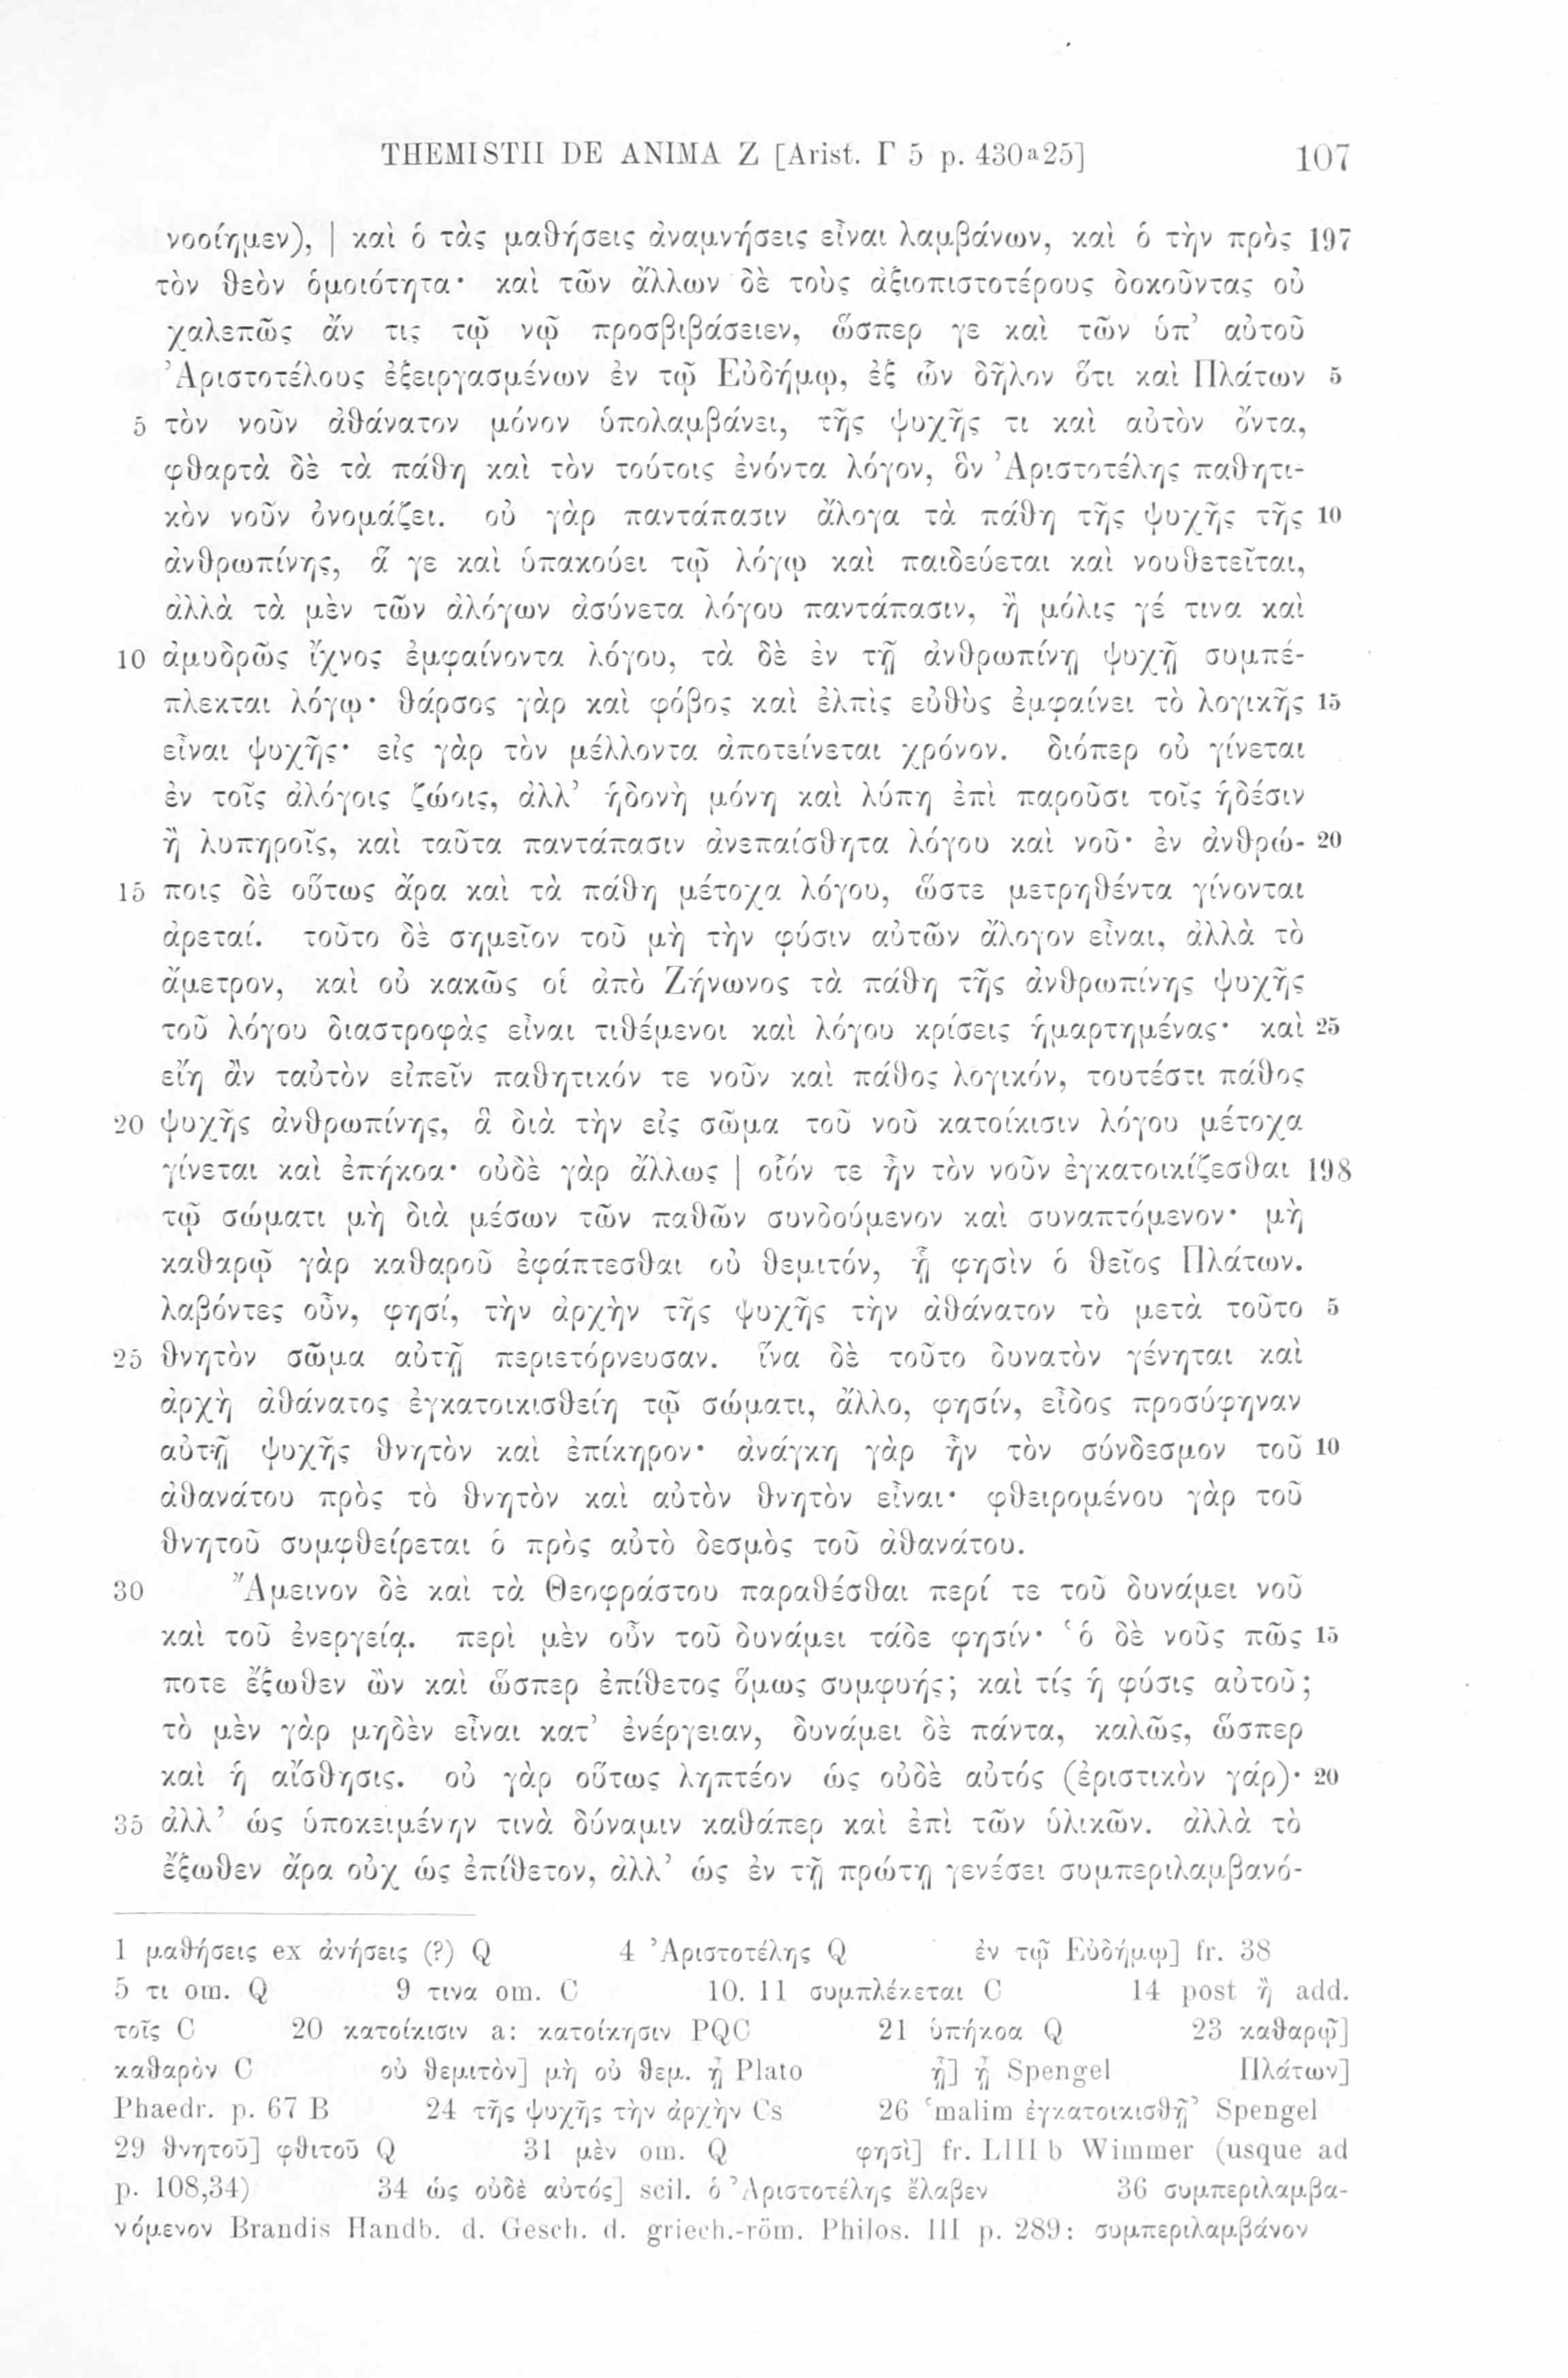 THEMISTII DE ANIMA Z [Arist. Γ 5 p. 430a25] 107
νοοίημεν), | καὶ ὁ τὰς μαθήσεις ἀναμνήσεις εἶναι λαμβάνων, καὶ ὁ τὴν πρὸς 197
τὸν θεὸν ὁμοιότητα· καὶ τῶν ἄλλων δὲ τοὺς ἀξιοπιστοτέρους δοκοῦντας οὐ
χαλεπῶς ἄν τις τῷ νῷ προσβιβάσειεν, ὥσπερ γε καὶ τῶν ὑπ’ αὐτοῦ
Ἀριστοτέλους ἐξειργασμένων ἐν τῷ Εὐδήμῳ, ἐξ ὧν δῆλον ὅτι καὶ Πλάτων 5
5 τὸν νοῦν ἀθάνατον μόνον ὑπολαμβάνει, τῆς ψυχῆς τι καὶ αὐτὸν ὄντα,
φθαρτὰ δὲ τὰ πάθη καὶ τὸν τούτοις ἐνόντα λόγον, ὃν Ἀριστοτέλης παθητι-
κὸν νοῦν ὀνομάζει. οὐ γὰρ παντάπασιν ἄλογα τὰ πάθη τῆς ψυχῆς τῆς 10
ἀνθρωπίνης, ἅ γε καὶ ὑπακούει τῷ λόγῳ καὶ παιδεύεται καὶ νουθετεῖται,
ἀλλὰ τὰ μὲν τῶν ἀλόγων ἀσύνετα λόγου παντάπασιν, ἢ μόλις γέ τινα καὶ
10 ἀμυδρῶς ἴχνος ἐμφαίνοντα λόγου, τὰ δὲ ἐν τῇ ἀνθρωπίνῃ ψυχῇ συμπέ-
πλεκται λόγῳ· θάρσος γὰρ καὶ φόβος καὶ ἐλπὶς εὐθὺς ἐμφαίνει τὸ λογικῆς 15
εἶναι ψυχῆς· εἰς γὰρ τὸν μέλλοντα ἀποτείνεται χρόνον. διόπερ οὐ γίνεται
ἐν τοῖς ἀλόγοις ζώοις, ἀλλ’ ἡδονὴ μόνη καὶ λύπη ἐπὶ παροῦσι τοῖς ἡδέσιν
ἢ λυπηροῖς, καὶ ταῦτα παντάπασιν ἀνεπαίσθητα λόγου καὶ νοῦ· ἐν ἀνθρώ- 20
15 ποις δὲ οὕτως ἄρα καὶ τὰ πάθη μέτοχα λόγου, ὥστε μετρηθέντα γίνονται
ἀρεταί. τοῦτο δὲ σημεῖον τοῦ μὴ τὴν φύσιν αὐτῶν ἄλογον εἶναι, ἀλλὰ τὸ
ἄμετρον, καὶ οὐ κακῶς οἱ ἀπὸ Ζήνωνος τὰ πάθη τῆς ἀνθρωπίνης ψυχῆς
τοῦ λόγου διαστροφὰς εἶναι τιθέμενοι καὶ λόγου κρίσεις ἡμαρτημένας· καὶ 25
εἴη ἂν ταὐτὸν εἰπεῖν παθητικόν τε νοῦν καὶ πάθος λογικόν, τουτέστι πάθος
20 ψυχῆς ἀνθρωπίνης, ἃ διὰ τὴν εἰς σῶμα τοῦ νοῦ κατοίκισιν λόγου μέτοχα
γίνεται καὶ ἐπήκοα· οὐδὲ γὰρ ἄλλως | οἷόν τε ἦν τὸν νοῦν ἐγκατοικίζεσθαι 198
τῷ σώματι μὴ διὰ μέσων τῶν παθῶν συνδούμενον καὶ συναπτόμενον· μὴ
καθαρῷ γὰρ καθαροῦ ἐφάπτεσθαι οὐ θεμιτόν, ᾗ φησὶν ὁ θεῖος Πλάτων.
λαβόντες οὖν, φησί, τὴν ἀρχὴν τῆς ψυχῆς τὴν ἀθάνατον τὸ μετὰ τοῦτο 5
25 θνητὸν σῶμα αὐτῇ περιετόρνευσαν. ἵνα δὲ τοῦτο δυνατὸν γένηται καὶ
ἀρχὴ ἀθάνατος ἐγκατοικισθείη τῷ σώματι, ἄλλο, φησίν, εἶδος προσύφηναν
αὐτῇ ψυχῆς θνητὸν καὶ ἐπίκηρον· ἀνάγκη γὰρ ἦν τὸν σύνδεσμον τοῦ 10
ἀθανάτου πρὸς τὸ θνητὸν καὶ αὐτὸν θνητὸν εἶναι· φθειρομένου γὰρ τοῦ
θνητοῦ συμφθείρεται ὁ πρὸς αὐτὸ δεσμὸς τοῦ ἀθανάτου.
30 Ἄμεινον δὲ καὶ τὰ Θεοφράστου παραθέσθαι περί τε τοῦ δυνάμει νοῦ
καὶ τοῦ ἐνεργείᾳ. περὶ μὲν οὖν τοῦ δυνάμει τάδε φησίν· ‘ὁ δὲ νοῦς πῶς 15
ποτε ἔξωθεν ὢν καὶ ὥσπερ ἐπίθετος ὅμως συμφυής; καὶ τίς ἡ φύσις αὐτοῦ;
τὸ μὲν γὰρ μηδὲν εἶναι κατ’ ἐνέργειαν, δυνάμει δὲ πάντα, καλῶς, ὥσπερ
καὶ ἡ αἴσθησις. οὐ γὰρ οὕτως ληπτέον ὡς οὐδὲ αὐτός (ἐριστικὸν γάρ)· 20
35 ἀλλ’ ὡς ὑποκειμένην τινὰ δύναμιν καθάπερ καὶ ἐπὶ τῶν ὑλικῶν. ἀλλὰ τὸ
ἔξωθεν ἄρα οὐχ ὡς ἐπίθετον, ἀλλ’ ὡς ἐν τῇ πρώτῃ γενέσει συμπεριλαμβανό-
1 μαθήσεις ex ἀνήσεις (?) Q 4 Ἀριστοτέλης Q ἐν τῷ Εὐδήμῳ] fr. 38
5 τι om. Q 9 τινα om. C 10. 11 συμπλέκεται C 14 post ἢ add.
τοῖς C 20 κατοίκισιν a: κατοίκησιν PQC 21 ὑπήκοα Q 23 καθαρῷ]
καθαρὸν C οὐ θεμιτὸν] μὴ οὐ θεμ. ᾖ Plato ᾗ] ᾗ Spengel Πλάτων]
Phaedr. p. 67 B 24 τῆς ψυχῆς τὴν ἀρχὴν Cs 26 ‘malim ἐγκατοικισθῇ’ Spengel
29 θνητοῦ] φθιτοῦ Q 31 μὲν om. Q φησὶ] fr. LIII b Wimmer (usque ad
p. 108,34) 34 ὡς οὐδὲ αὐτός] scil. ὁ Ἀριστοτέλης ἔλαβεν 36 συμπεριλαμβα-
νόμενον Brandis Handb. d. Gesch. d. griech.-röm. Philos. III p. 289: συμπεριλαμβάνον